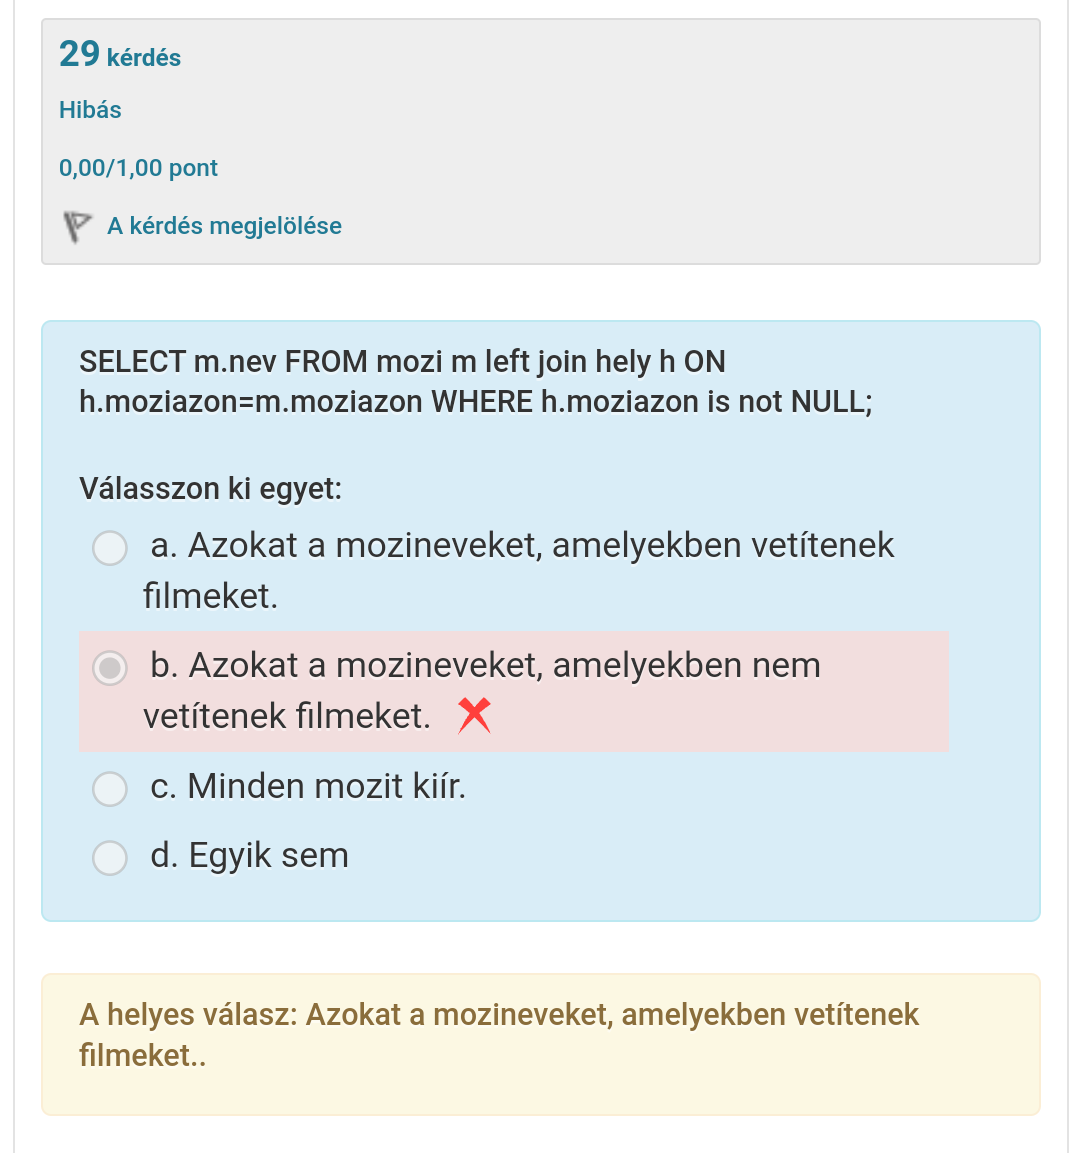 29 kérdés
Hibás
0,00/1,00 pont
A kérdés megjelölése
SELECT m.nev FROM mozi m left join hely h ON
h.moziazon=m.moziazon WHERE h.moziazon is not NULL;
Válasszon ki egyet:
a. Azokat a mozineveket, amelyekben vetítenek
filmeket.
b. Azokat a mozineveket, amelyekben nem
vetítenek filmeket.
c. Minden mozit kiír.
d. Egyik sem
A helyes válasz: Azokat a mozineveket, amelyekben vetítenek
filmeket..